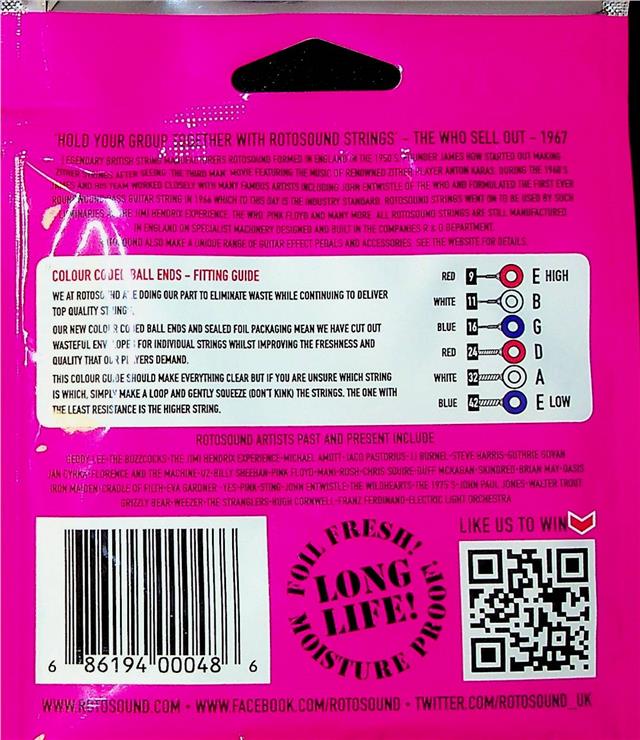 "HOLD YOUR GROUP TOGETHER WITH ROTOSOUND STRINGS" - THE WHO SELL OUT - 1967
LEGENDARY BRITISH STRING MANUFACTURERS ROTOSOUND FORMED IN ENGLAND IN THE 1950'S. FOUNDER JAMES HOW STARTED OUT MAKING
ZITHER STRINGS AFTER SEEING 'THE THIRD MAN' MOVIE FEATURING THE MUSIC OF RENOWNED ZITHER PLAYER ANTON KARAS. DURING THE 1960'S
JAMES AND HIS TEAM WORKED CLOSELY WITH MANY FAMOUS ARTISTS INCLUDING JOHN ENTWISTLE OF THE WHO AND FORMULATED THE FIRST EVER
ROUND WOUND BASS GUITAR STRING IN 1966 WHICH TO THIS DAY IS THE INDUSTRY STANDARD. ROTOSOUND STRINGS WENT ON TO BE USED BY SUCH
LUMINARIES AS THE JIMI HENDRIX EXPERIENCE, THE WHO, PINK FLOYD AND MANY MORE. ALL ROTOSOUND STRINGS ARE STILL MANUFACTURED
IN ENGLAND ON SPECIALIST MACHINERY DESIGNED AND BUILT IN THE COMPANIES R & D DEPARTMENT.
ROTOSOUND ALSO MAKE A UNIQUE RANGE OF GUITAR EFFECT PEDALS AND ACCESSORIES. SEE THE WEBSITE FOR DETAILS.
COLOUR CODED BALL ENDS - FITTING GUIDE
WE AT ROTOSOUND ARE DOING OUR PART TO ELIMINATE WASTE WHILE CONTINUING TO DELIVER
TOP QUALITY STRINGS.
OUR NEW COLOUR CODED BALL ENDS AND SEALED FOIL PACKAGING MEAN WE HAVE CUT OUT
WASTEFUL ENVELOPES FOR INDIVIDUAL STRINGS WHILST IMPROVING THE FRESHNESS AND
QUALITY THAT OUR PLAYERS DEMAND.
THIS COLOUR GUIDE SHOULD MAKE EVERYTHING CLEAR BUT IF YOU ARE UNSURE WHICH STRING
IS WHICH, SIMPLY MAKE A LOOP AND GENTLY SQUEEZE (DON'T KINK) THE STRINGS. THE ONE WITH
THE LEAST RESISTANCE IS THE HIGHER STRING.
RED 9 E HIGH
WHITE 11 B
BLUE 16 G
RED 24 D
WHITE 32 A
BLUE 42 E LOW
ROTOSOUND ARTISTS PAST AND PRESENT INCLUDE
GEDDY LEE-THE BUZZCOCKS-THE JIMI HENDRIX EXPERIENCE-MICHAEL AMOTT-JACO PASTORIUS-JJ BURNEL-STEVE HARRIS-GUTHRIE GOVAN
JAN CYRKA-FLORENCE AND THE MACHINE-U2-BILLY SHEEHAN-PINK FLOYD-MANI-RUSH-CHRIS SQUIRE-DUFF MCKAGAN-SKINDRED-BRIAN MAY-OASIS
IRON MAIDEN-CRADLE OF FILTH-EVA GARDNER-YES-PINK-STING-JOHN ENTWISTLE-THE WILDHEARTS-THE 1975'S-JOHN PAUL JONES-WALTER TROUT
GRIZZLY BEAR-WEEZER-THE STRANGLERS-HUGH CORNWELL-FRANZ FERDINAND-ELECTRIC LIGHT ORCHESTRA
LIKE US TO WIN
FOIL FRESH!
LONG
LIFE!
MOISTURE PROOF!
6 86194 00048 6
WWW.ROTOSOUND.COM • WWW.FACEBOOK.COM/ROTOSOUND • TWITTER.COM/ROTOSOUND_UK